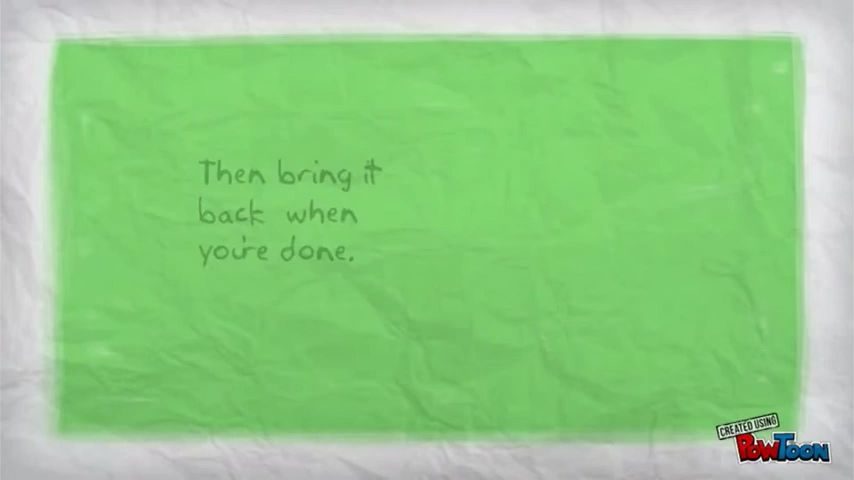 Then bring it
back when
you're done.
CREATED USING
POWTOON